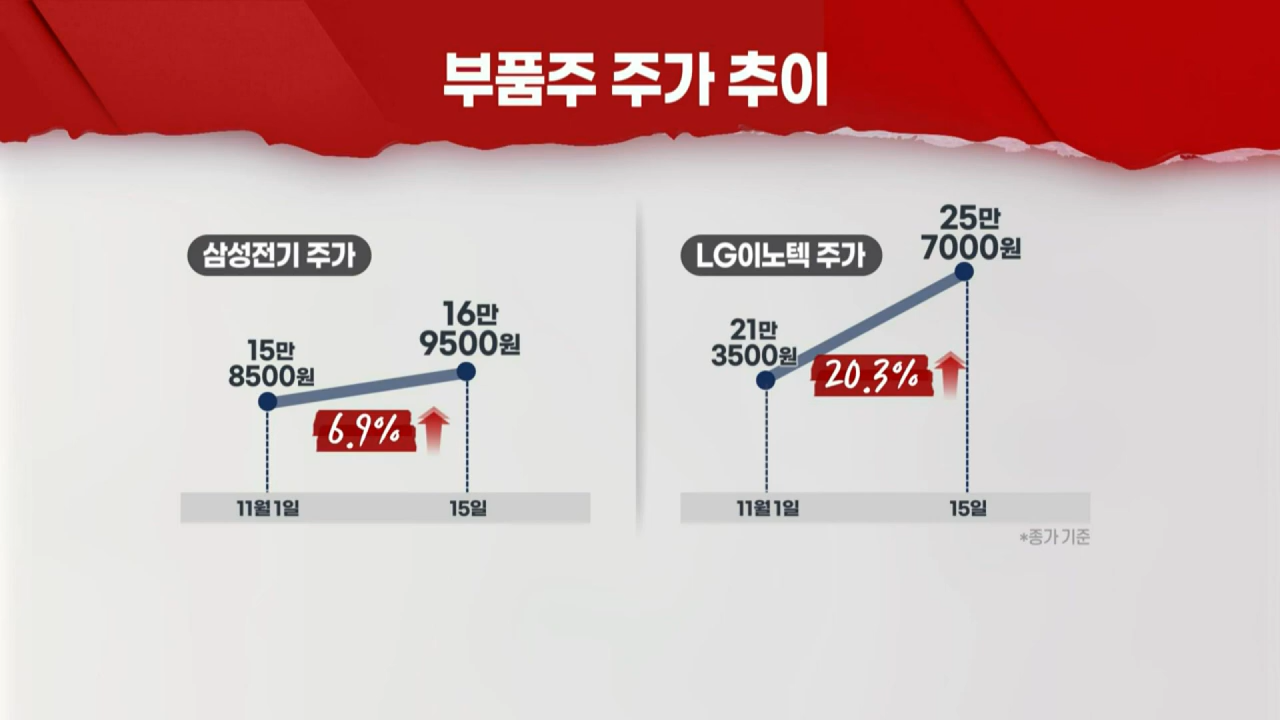 부품주 주가 추이
삼성전기 주가
15만
8500원
16만
9500원
6.9%
11월 1일
15일
LG이노텍 주가
21만
3500원
25만
7000원
20.3%
11월 1일
15일
*종가 기준